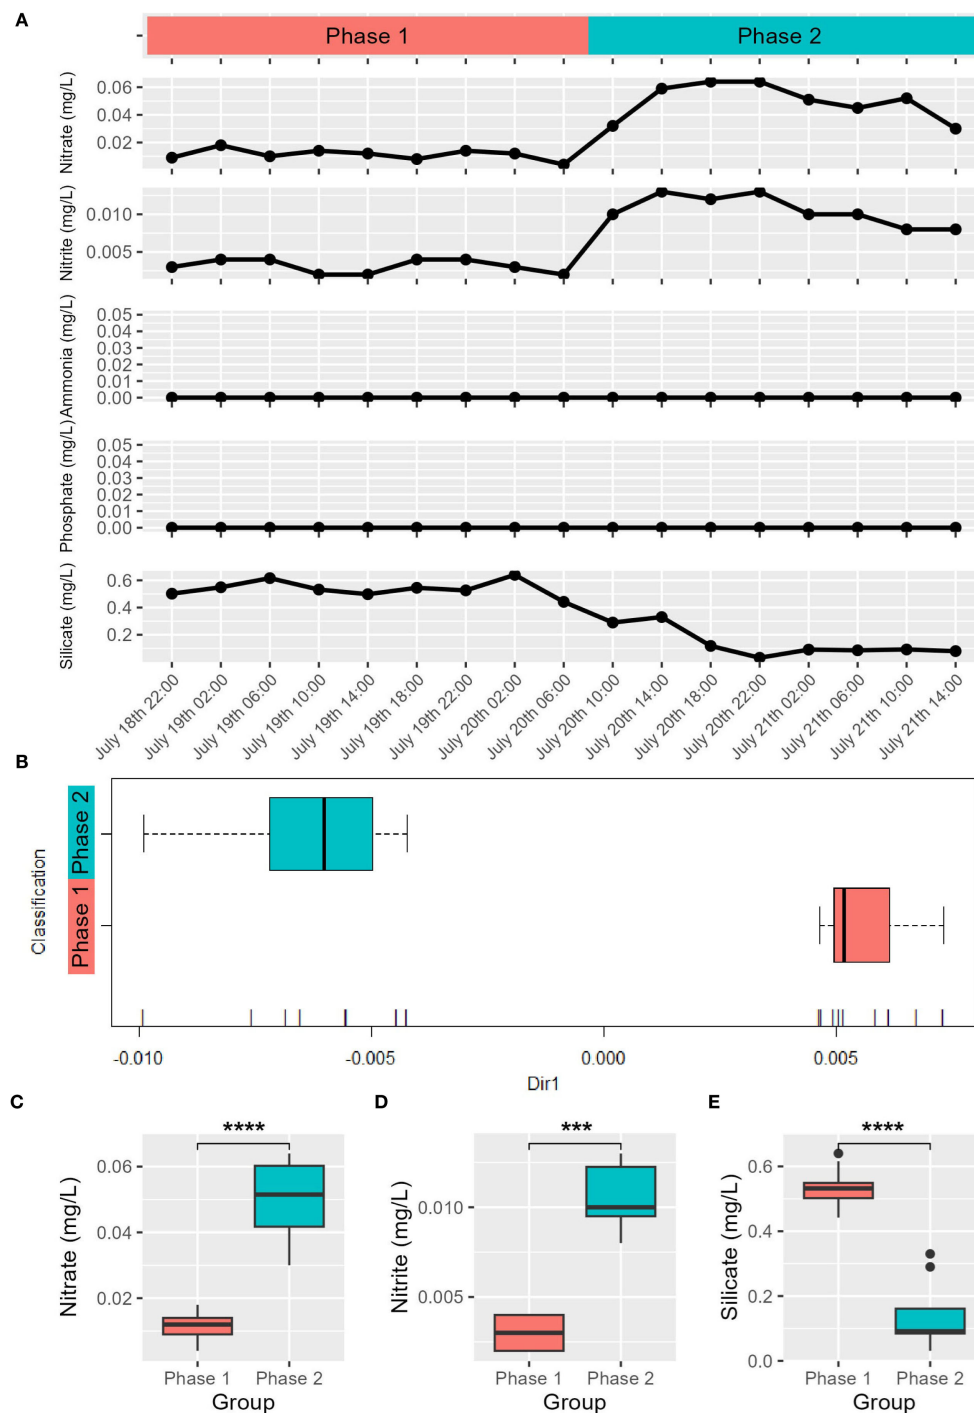 A
Phase 1 Phase 2
Nitrate (mg/L)
0.06
0.04
0.02
Nitrite (mg/L)
0.010
0.005
Ammonia (mg/L)
0.05
0.04
0.03
0.02
0.01
0.00
Phosphate (mg/L)
0.05
0.04
0.03
0.02
0.01
0.00
Silicate (mg/L)
0.6
0.4
0.2
July 18th 22:00
July 19th 02:00
July 19th 06:00
July 19th 10:00
July 19th 14:00
July 19th 18:00
July 19th 22:00
July 20th 02:00
July 20th 06:00
July 20th 10:00
July 20th 14:00
July 20th 18:00
July 20th 22:00
July 21th 02:00
July 21th 06:00
July 21th 10:00
July 21th 14:00
B
Classification
Phase 2
Phase 1
-0.010 -0.005 0.000 0.005
Dir1
C
****
Nitrate (mg/L)
0.06
0.04
0.02
Phase 1 Phase 2
Group
D
***
Nitrite (mg/L)
0.010
0.005
Phase 1 Phase 2
Group
E
****
Silicate (mg/L)
0.6
0.4
0.2
0.0
Phase 1 Phase 2
Group